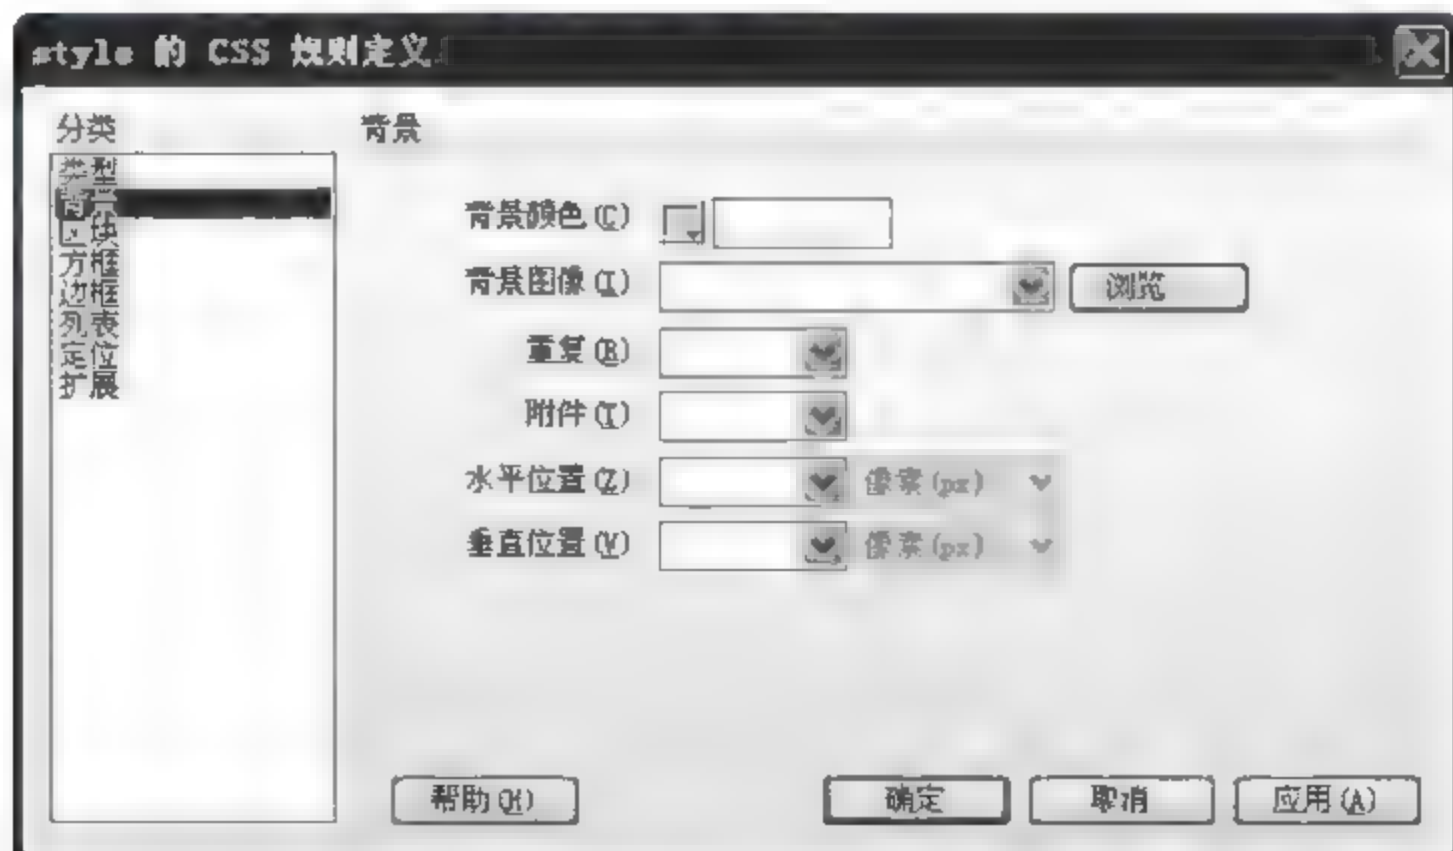 style 的 CSS 规则定义
分类
类型
背景
区块
方框
边框
列表
定位
扩展
背景
背景颜色(C)
背景图像(I) 浏览
重复(R)
附件(T)
水平位置(Z) 像素(px)
垂直位置(V) 像素(px)
帮助(H) 确定 取消 应用(A)